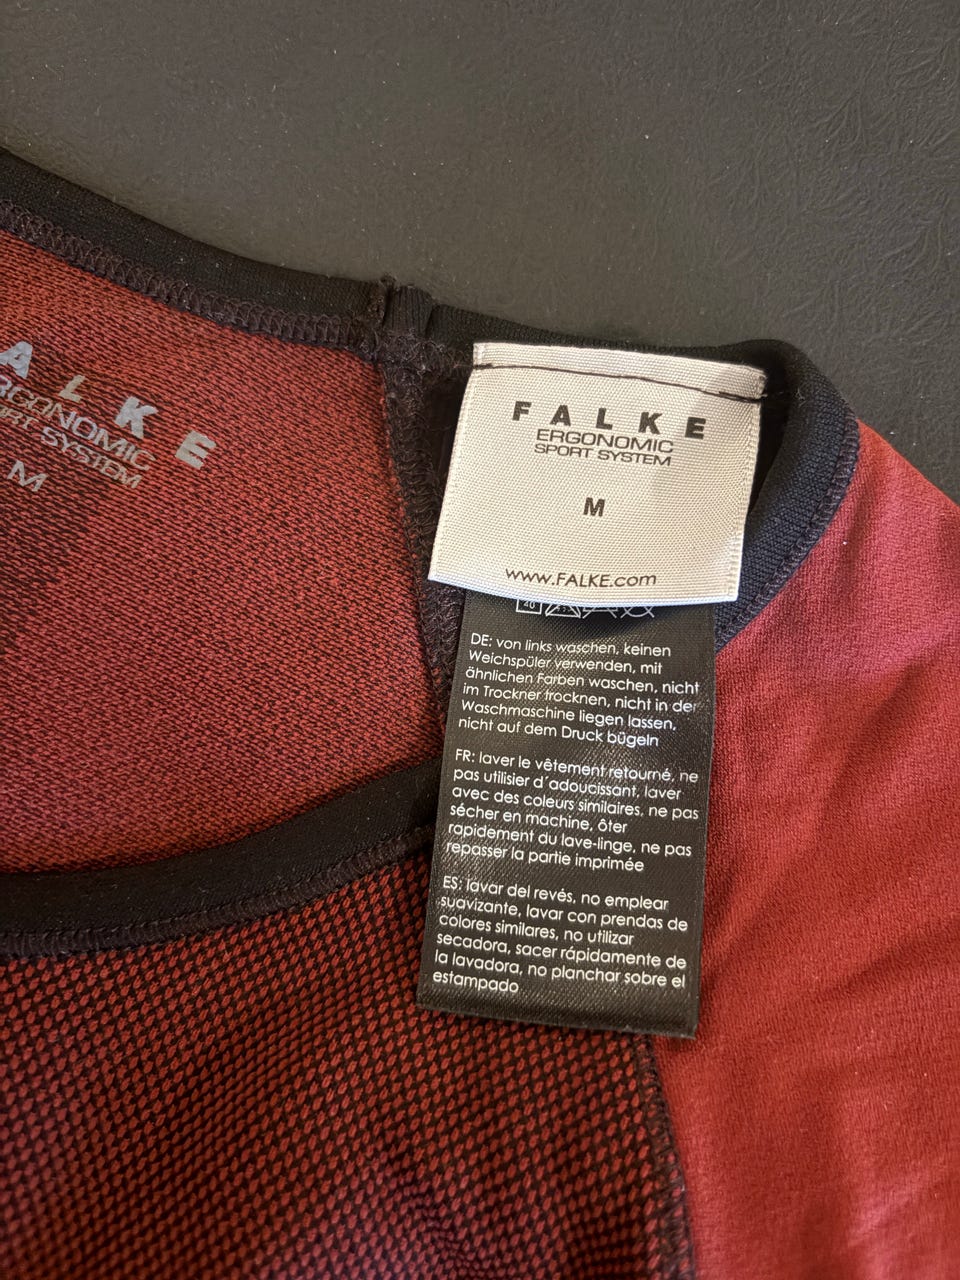 ALKE
ERGONOMIC
SPORT SYSTEM
M
FALKE
ERGONOMIC
SPORT SYSTEM
M
www.FALKE.com
40
DE: von links waschen, keinen
Weichspüler verwenden, mit
ähnlichen Farben waschen, nicht
im Trockner trocknen, nicht in der
Waschmaschine liegen lassen,
nicht auf dem Druck bügeln
FR: laver le vêtement retourné, ne
pas utilisier d´adoucissant, laver
avec des coleurs similaires, ne pas
sécher en machine, ôter
rapidement du lave-linge, ne pas
repasser la partie imprimée
ES: lavar del revés, no emplear
suavizante, lavar con prendas de
colores similares, no utilizar
secadora, sacer rápidamente de
la lavadora, no planchar sobre el
estampado